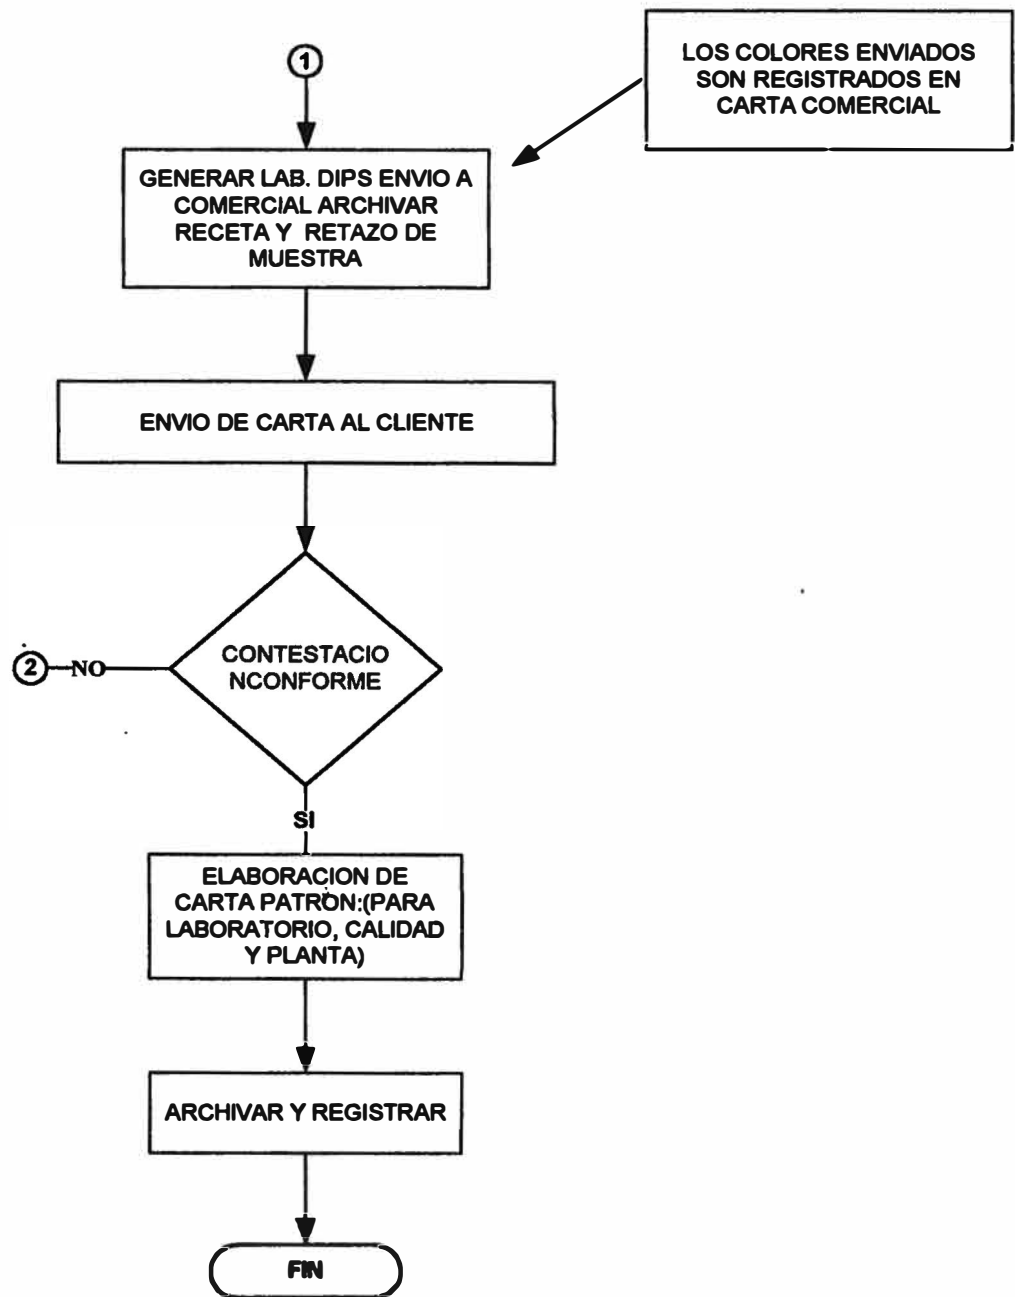 1
LOS COLORES ENVIADOS
SON REGISTRADOS EN
CARTA COMERCIAL
GENERAR LAB. DIPS ENVIO A
COMERCIAL ARCHIVAR
RECETA Y RETAZO DE
MUESTRA
ENVIO DE CARTA AL CLIENTE
CONTESTACIO
NCONFORME
2
NO
SI
ELABORACION DE
CARTA PATRON:(PARA
LABORATORIO, CALIDAD
Y PLANTA)
ARCHIVAR Y REGISTRAR
FIN